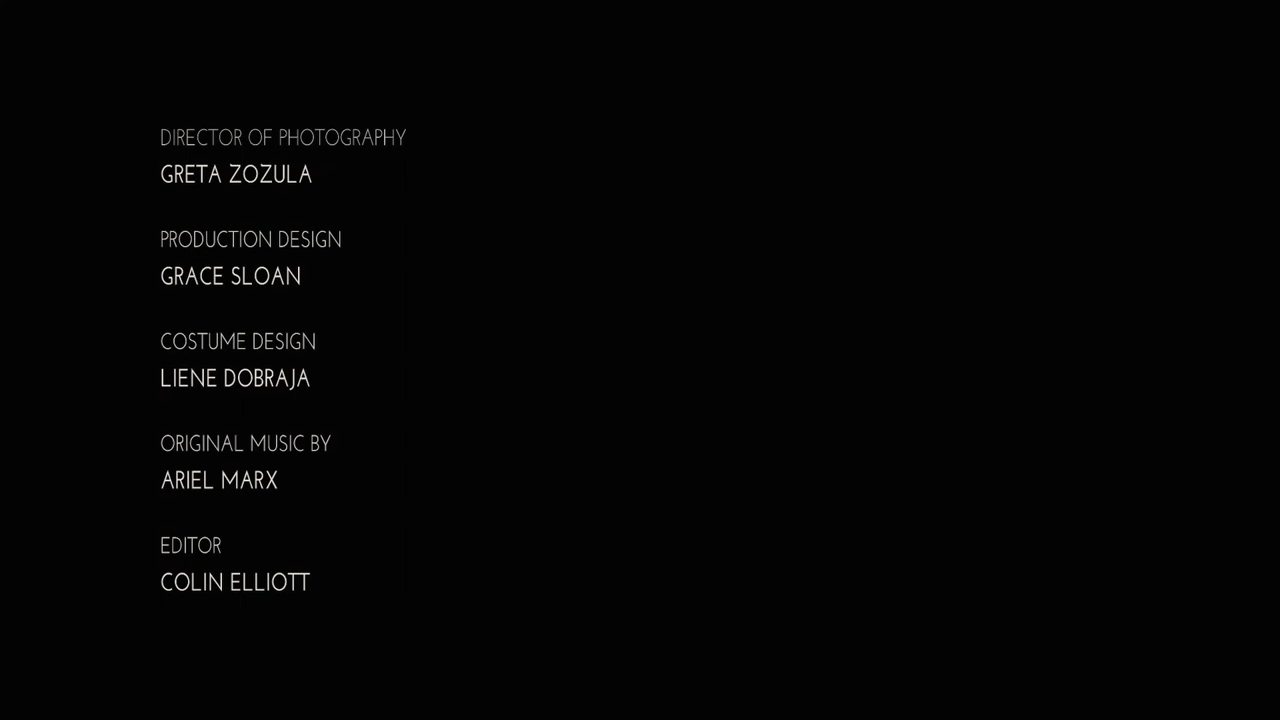 DIRECTOR OF PHOTOGRAPHY
GRETA ZOZULA
PRODUCTION DESIGN
GRACE SLOAN
COSTUME DESIGN
LIENE DOBRAJA
ORIGINAL MUSIC BY
ARIEL MARX
EDITOR
COLIN ELLIOTT